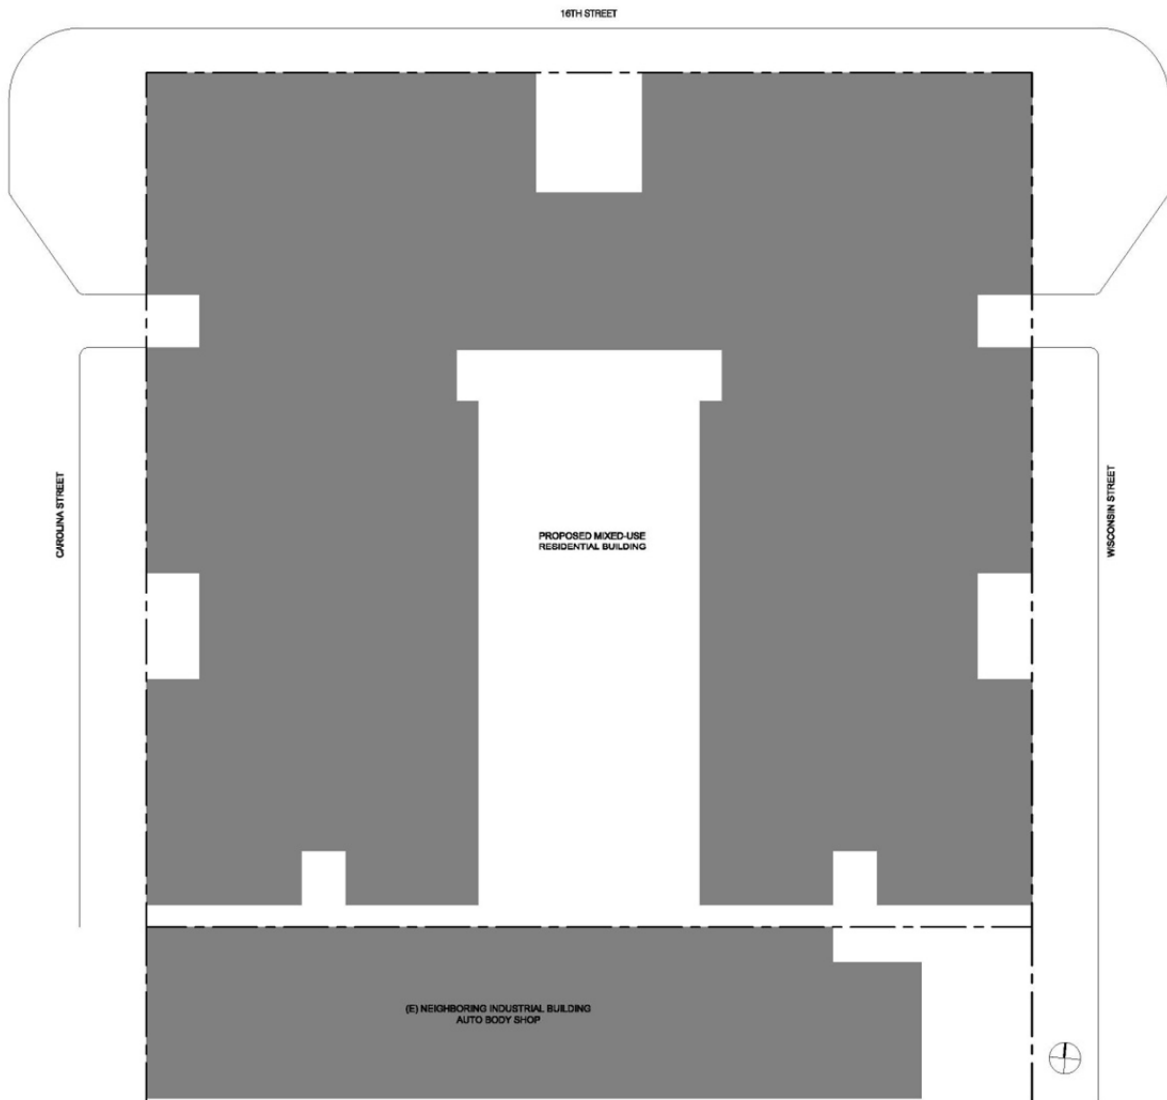 16TH STREET
CAROLINA STREET
WISCONSIN STREET
PROPOSED MIXED-USE
RESIDENTIAL BUILDING
(E) NEIGHBORING INDUSTRIAL BUILDING
AUTO BODY SHOP